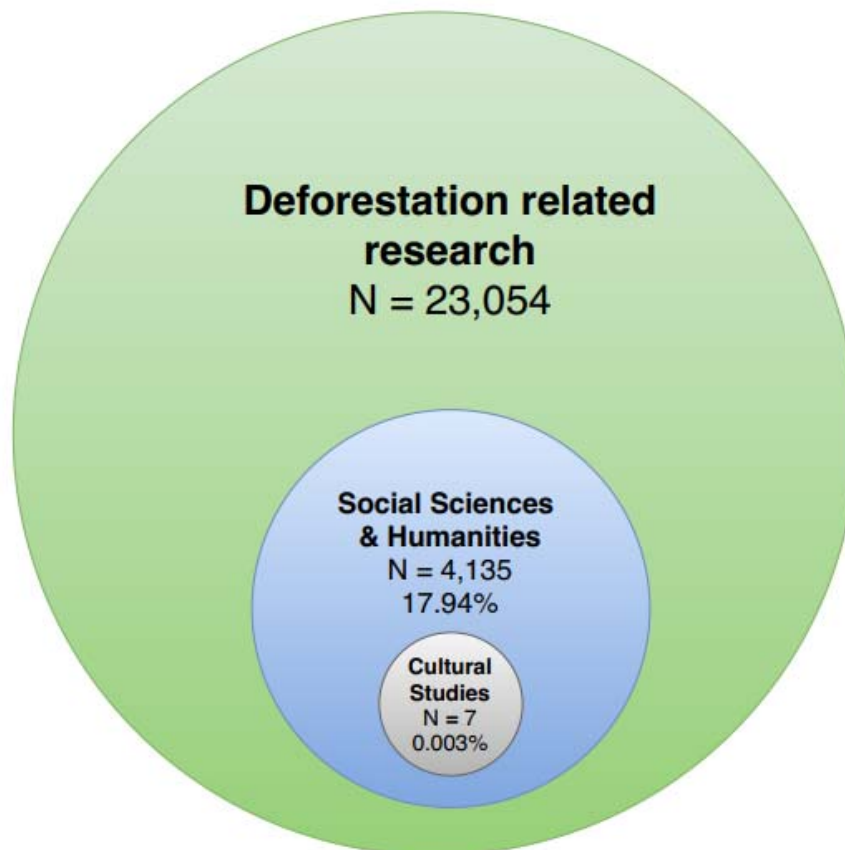 Deforestation related
research
N = 23,054
Social Sciences
& Humanities
N = 4,135
17.94%
Cultural
Studies
N = 7
0.003%